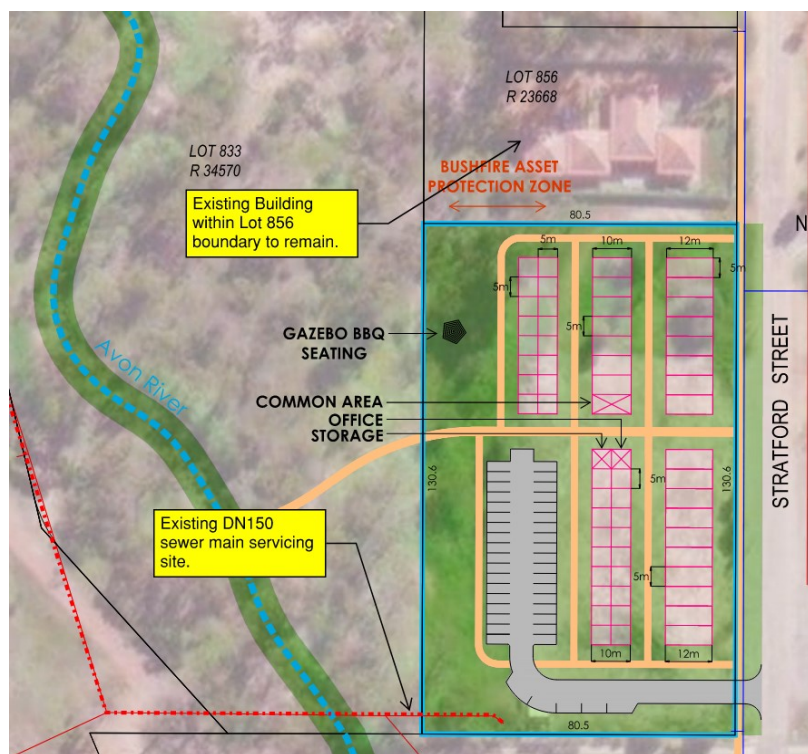 LOT 856
R 23668
LOT 833
R 34570
BUSHFIRE ASSET
PROTECTION ZONE
Existing Building
within Lot 856
boundary to remain.
80.5
N
5m
10m
12m
5m
5m
5m
GAZEBO BBQ
SEATING
Avon River
COMMON AREA
OFFICE
STORAGE
STRATFORD STREET
130.6
130.6
5m
Existing DN150
sewer main servicing
site.
5m
10m
12m
80.5